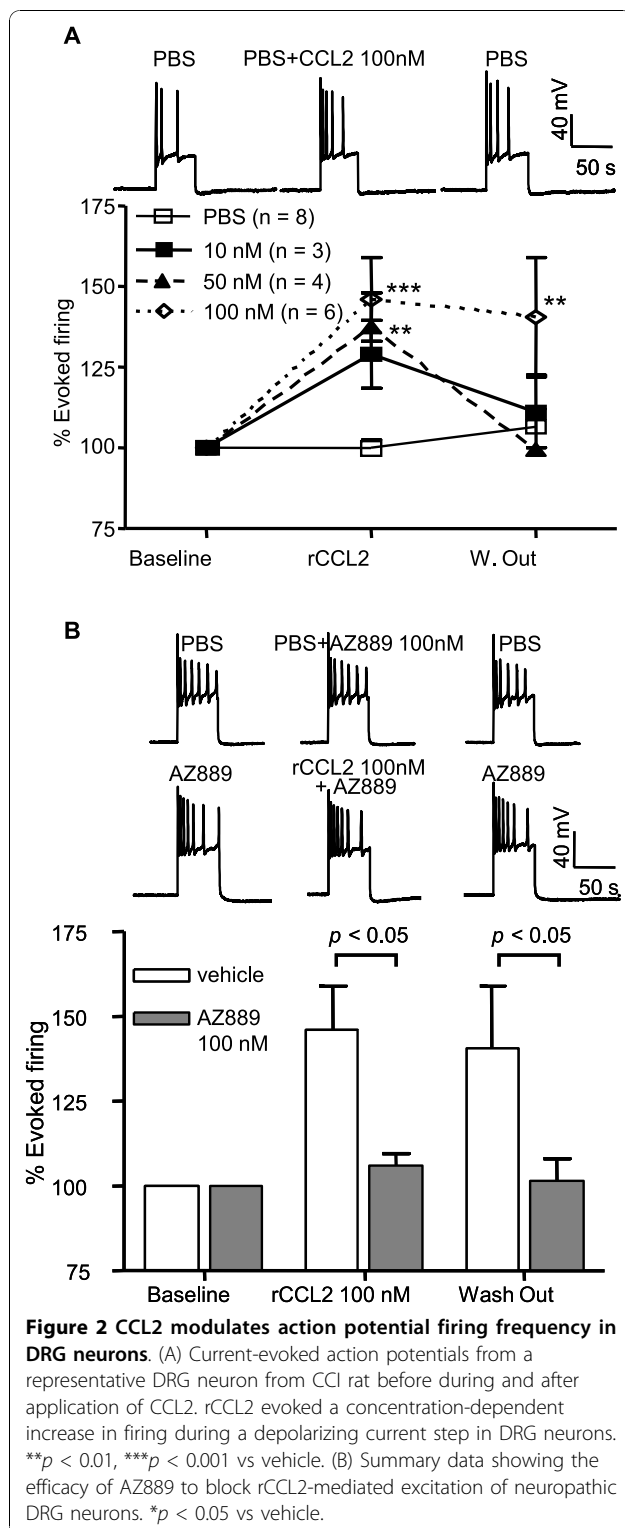 A
PBS PBS+CCL2 100nM PBS
40 mV
50 s
175
150
125
100
75
% Evoked firing
PBS (n = 8)
10 nM (n = 3)
50 nM (n = 4)
100 nM (n = 6)
***
**
**
Baseline rCCL2 W. Out
B
PBS PBS+AZ889 100nM PBS
AZ889 rCCL2 100nM AZ889
+ AZ889
40 mV
50 s
175
150
125
100
75
% Evoked firing
vehicle
AZ889
100 nM
p < 0.05 p < 0.05
Baseline rCCL2 100 nM Wash Out
Figure 2 CCL2 modulates action potential firing frequency in
DRG neurons. (A) Current-evoked action potentials from a
representative DRG neuron from CCI rat before during and after
application of CCL2. rCCL2 evoked a concentration-dependent
increase in firing during a depolarizing current step in DRG neurons.
**p < 0.01, ***p < 0.001 vs vehicle. (B) Summary data showing the
efficacy of AZ889 to block rCCL2-mediated excitation of neuropathic
DRG neurons. *p < 0.05 vs vehicle.